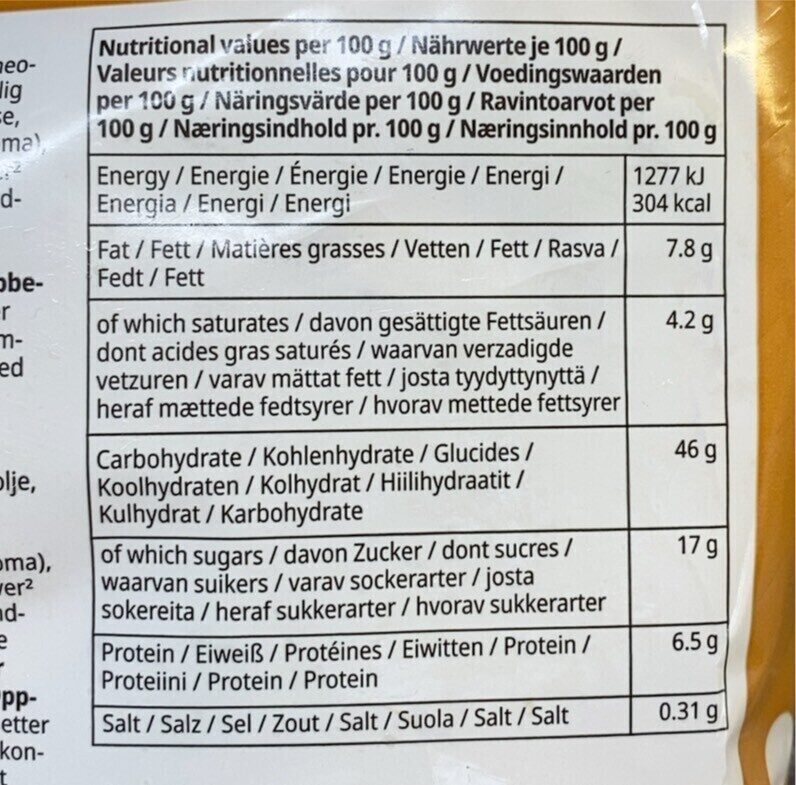 Nutritional values per 100 g / Nährwerte je 100 g /
Valeurs nutritionnelles pour 100 g / Voedingswaarden
per 100 g / Näringsvärde per 100 g / Ravintoarvot per
100 g / Næringsindhold pr. 100 g / Næringsinnhold pr. 100 g
Energy / Energie / Énergie / Energie / Energi /
Energia / Energi / Energi
1277 kJ
304 kcal
Fat / Fett / Matières grasses / Vetten / Fett / Rasva /
Fedt / Fett
7.8 g
of which saturates / davon gesättigte Fettsäuren /
dont acides gras saturés / waarvan verzadigde
vetzuren / varav mättat fett / josta tyydyttynyttä /
heraf mættede fedtsyrer / hvorav mettede fettsyrer
4.2 g
Carbohydrate / Kohlenhydrate / Glucides /
Koolhydraten / Kolhydrat / Hiilihydraatit /
Kulhydrat / Karbohydrate
46 g
of which sugars / davon Zucker / dont sucres /
waarvan suikers / varav sockerarter / josta
sokereita / heraf sukkerarter / hvorav sukkerarter
17 g
Protein / Eiweiß / Protéines / Eiwitten / Protein /
Proteiini / Protein / Protein
6.5 g
Salt / Salz / Sel / Zout / Salt / Suola / Salt / Salt
0.31 g